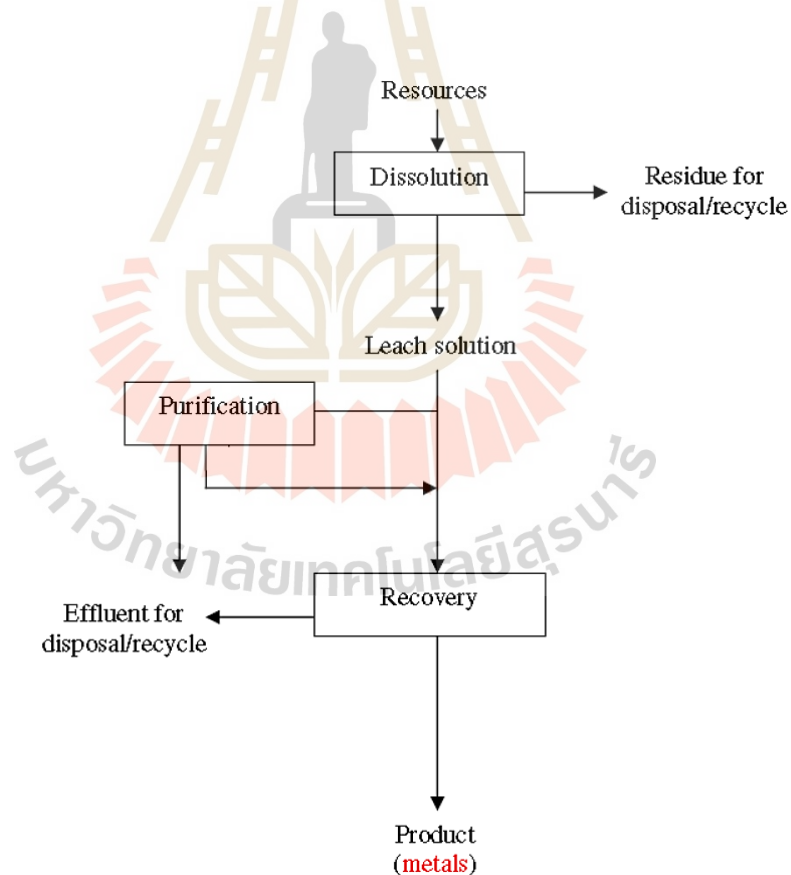 Resources
Dissolution
Residue for
disposal/recycle
Leach solution
Purification
มหาวิทยาลัยเทคโนโลยีสุรนารี
Recovery
Effluent for
disposal/recycle
Product
(metals)